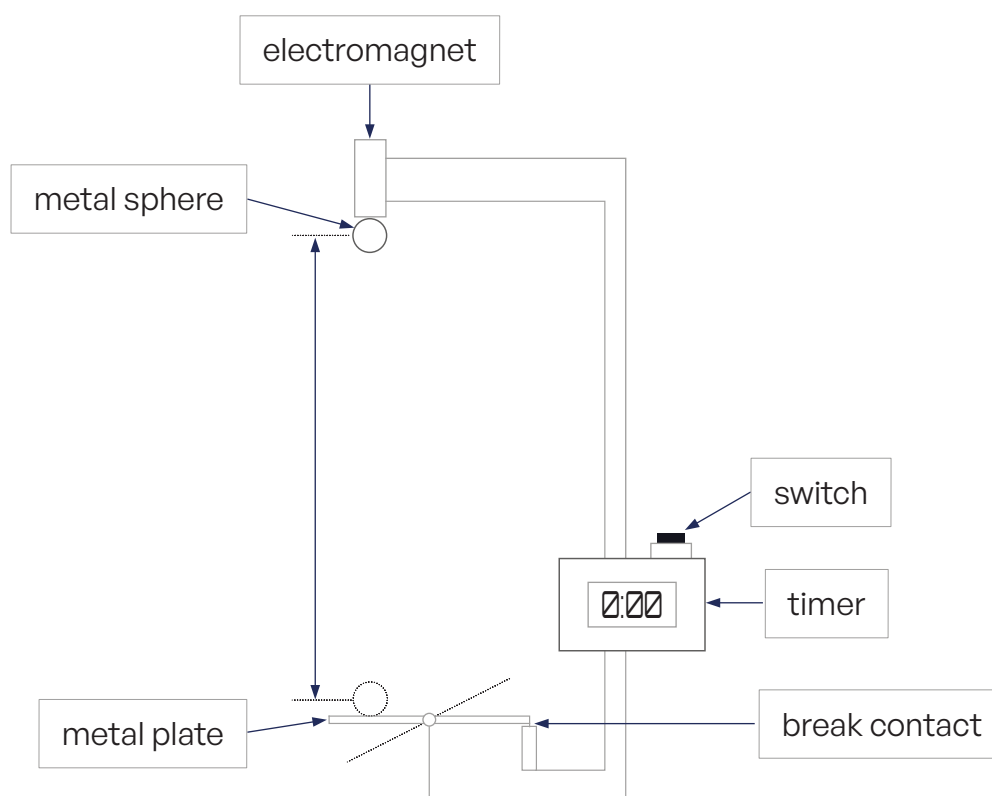 electromagnet
metal sphere
switch
0:00
timer
metal plate
break contact